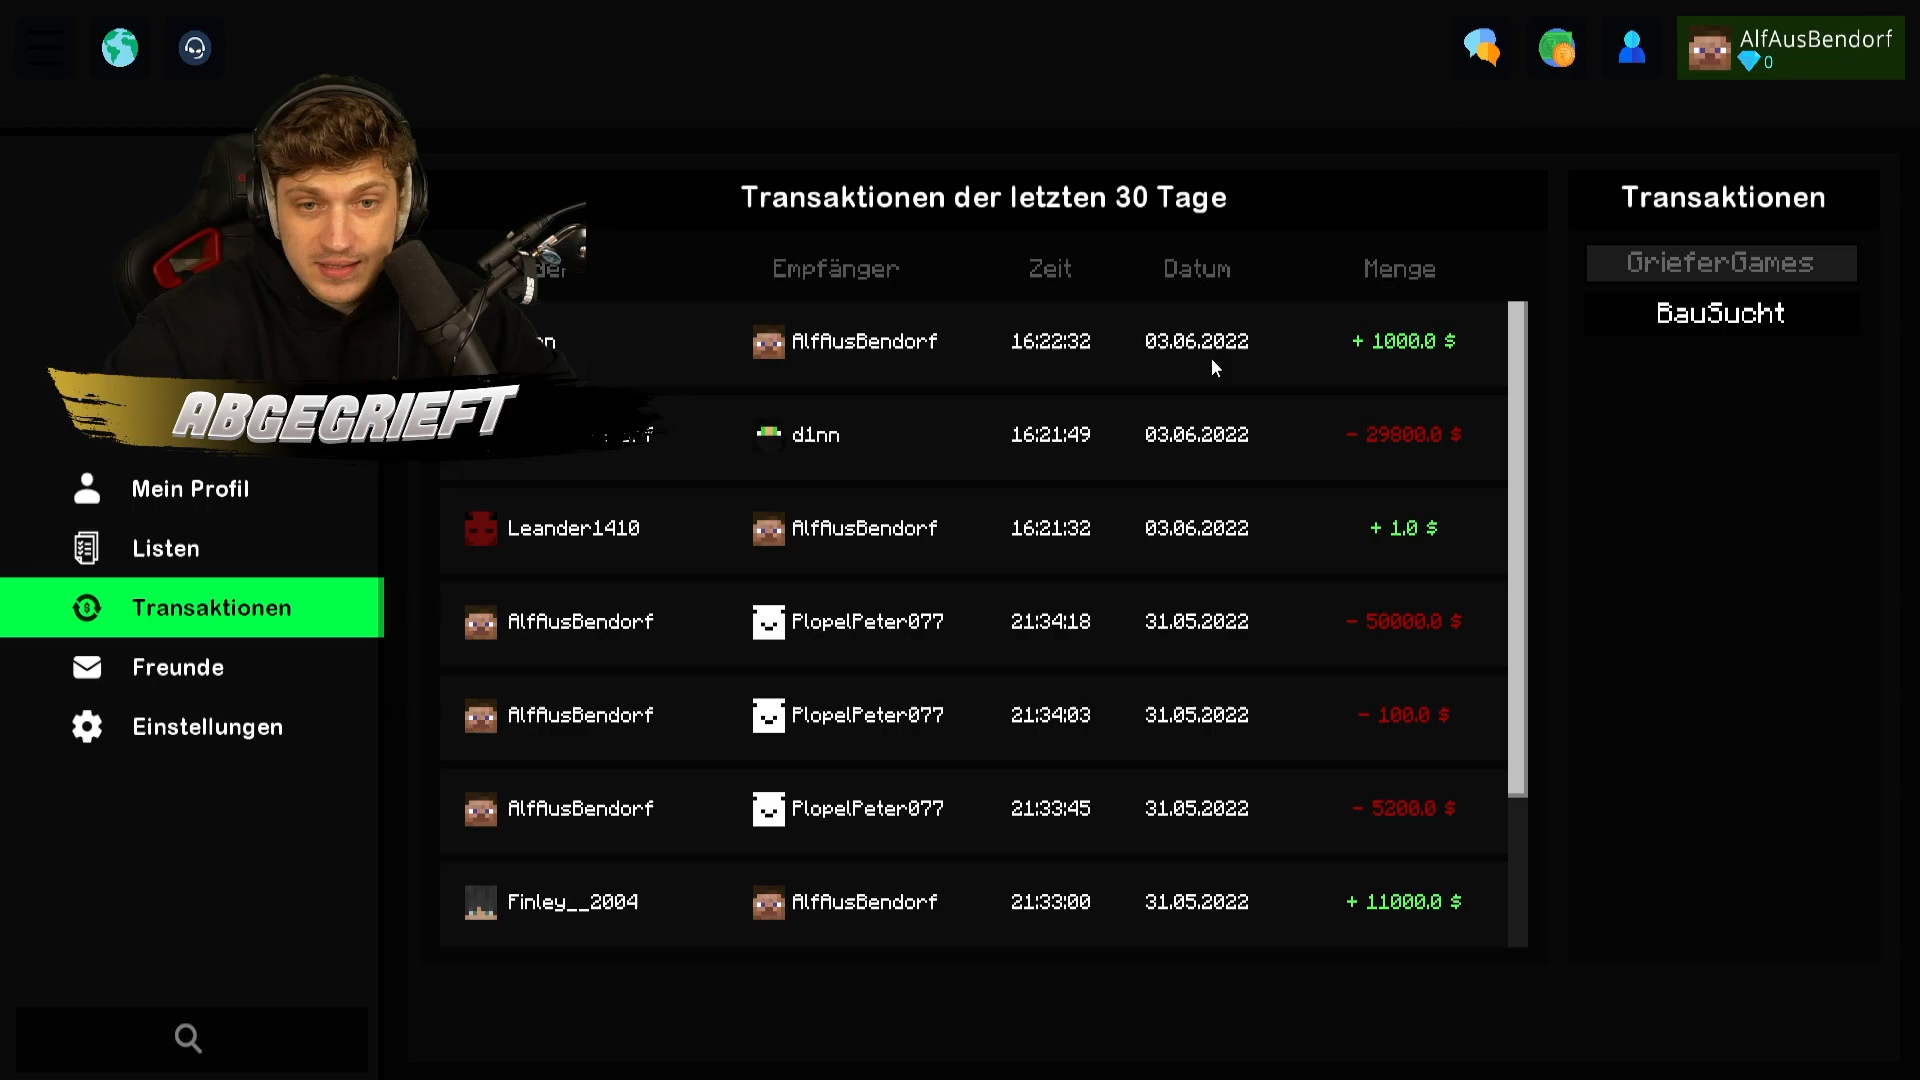 AlfAusBendorf
0
Transaktionen der letzten 30 Tage
Transaktionen
Empfänger Zeit Datum Menge
GrieferGames
BauSucht
AlfAusBendorf 16:22:32 03.06.2022 + 1000.0 $
d1nn 16:21:49 03.06.2022 - 29800.0 $
Leander1410 AlfAusBendorf 16:21:32 03.06.2022 + 1.0 $
AlfAusBendorf PlopelPeter077 21:34:18 31.05.2022 - 50000.0 $
AlfAusBendorf PlopelPeter077 21:34:03 31.05.2022 - 100.0 $
AlfAusBendorf PlopelPeter077 21:33:45 31.05.2022 - 5200.0 $
Finley__2004 AlfAusBendorf 21:33:00 31.05.2022 + 11000.0 $
ABGEGRIEFT
Mein Profil
Listen
Transaktionen
Freunde
Einstellungen